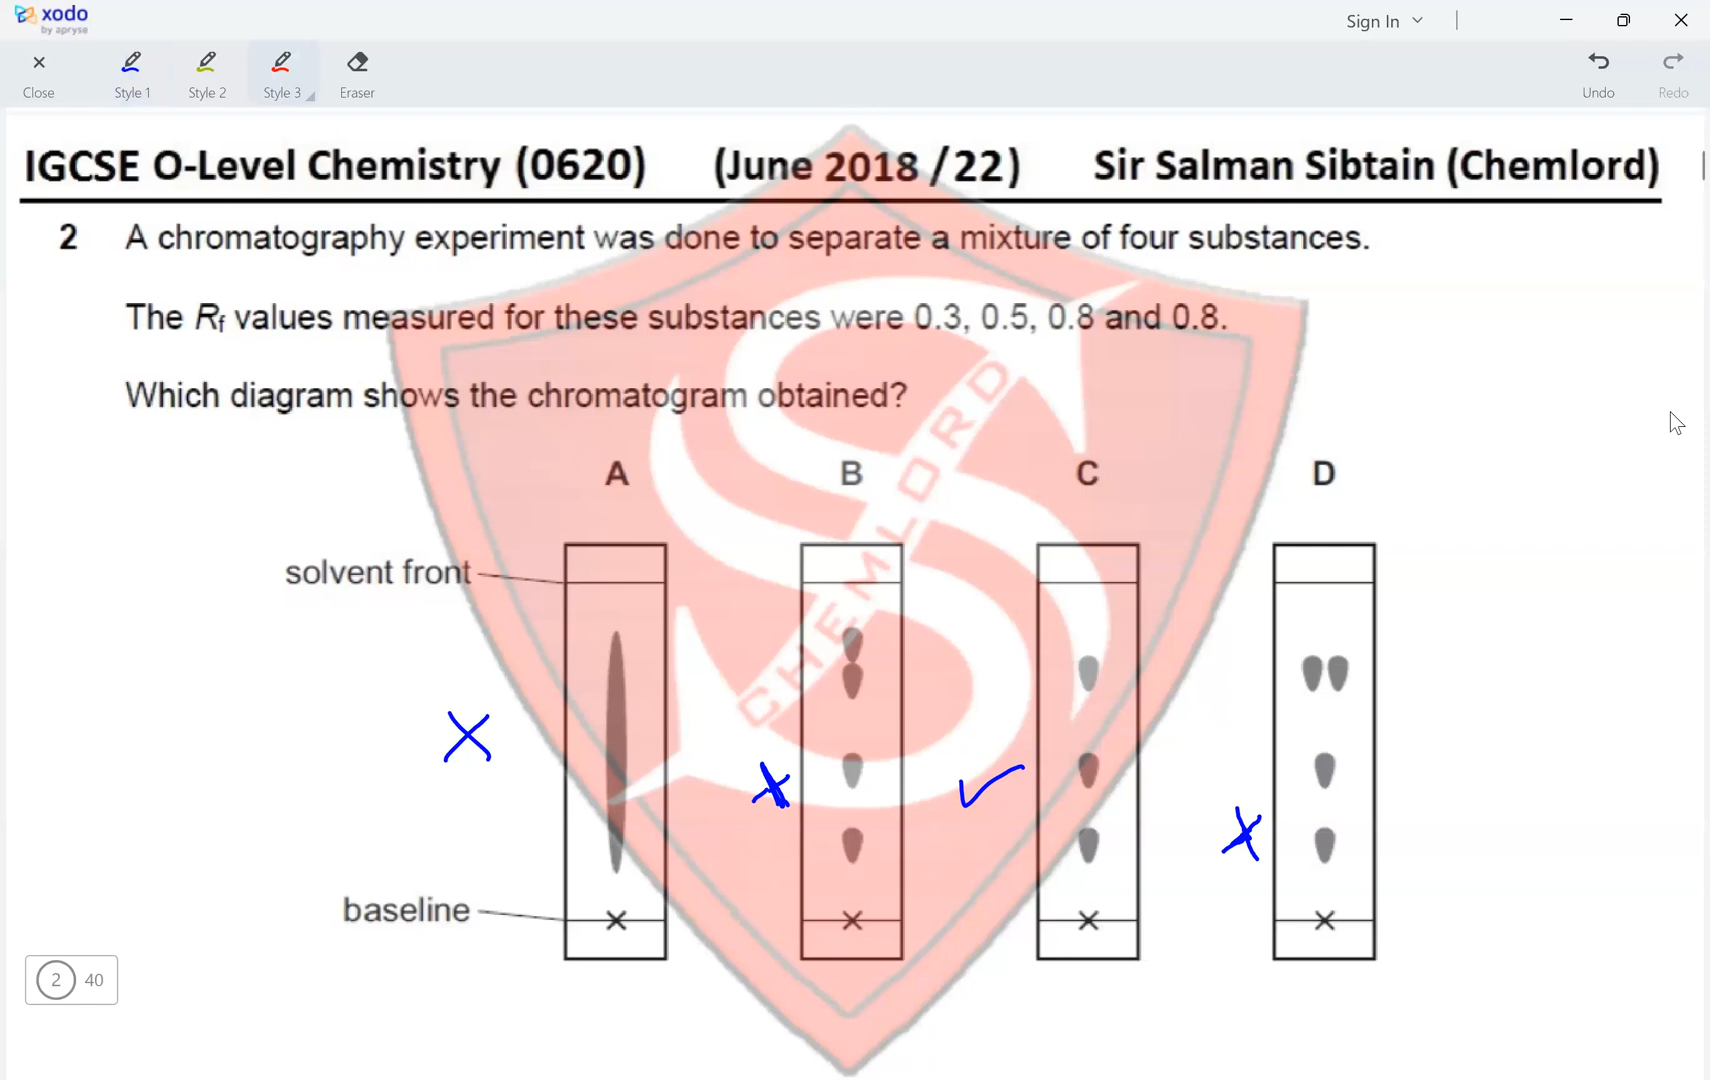 xodo
by apryse
Sign In
Close
Style 1
Style 2
Style 3
Eraser
Undo
Redo
IGCSE O-Level Chemistry (0620) (June 2018 /22) Sir Salman Sibtain (Chemlord)
2 A chromatography experiment was done to separate a mixture of four substances.
The Rf values measured for these substances were 0.3, 0.5, 0.8 and 0.8.
Which diagram shows the chromatogram obtained?
A B C D
solvent front
CHEMLORD
baseline
2 40